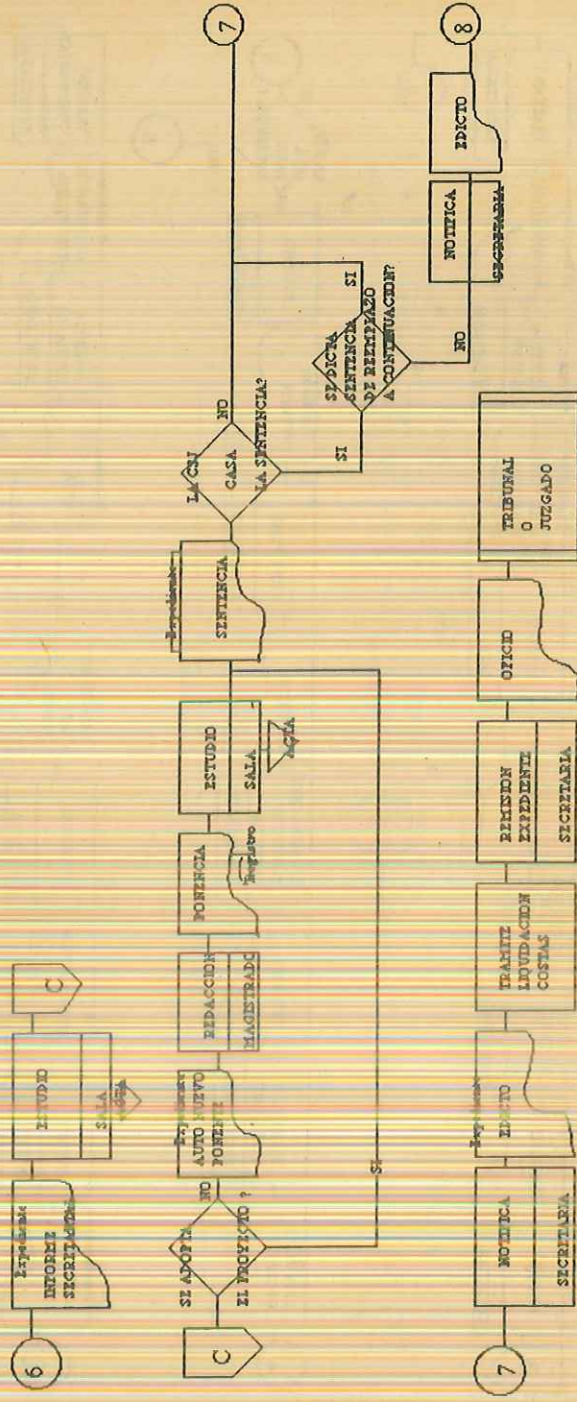 6
Expediente
INFORME
ESTUDIO
SALA
ACTA
C
C
SE ADOPTA
EL PROYECTO ?
NO
SI
Expediente
AUTO NUEVO
PONENTE
REDACCION
MAGISTRADO
PONENCIA
Registro
ESTUDIO
SALA
ACTA
Expediente
SENTENCIA
LA CSJ
CASA
LA SENTENCIA?
NO
SI
7
SE DICTA
SENTENCIA
DE REEMPLAZO
A CONTINUACION?
SI
NO
NOTIFICA
SECRETARIA
EDICTO
8
7
NOTIFICA
SECRETARIA
Expediente
EDICTO
TRAMITE
LIQUIDACION
COSTAS
REMISION
EXPEDIENTE
SECRETARIA
OFICIO
TRIBUNAL
O
JUZGADO